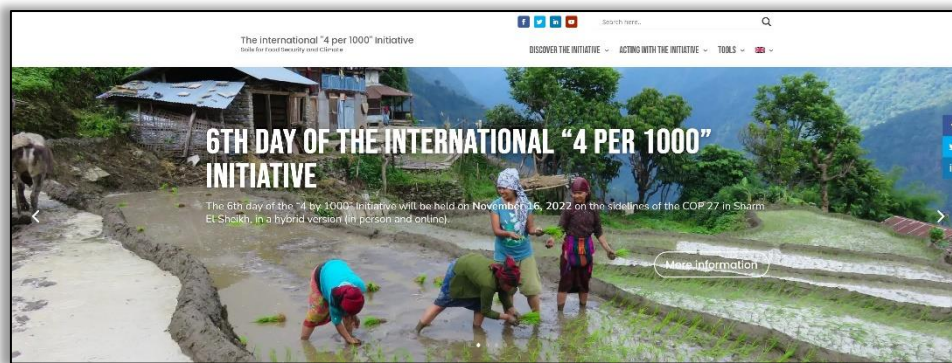 Search here..
The international "4 per 1000" Initiative
Soils for Food Security and Climate
DISCOVER THE INITIATIVE
ACTING WITH THE INITIATIVE
TOOLS
6TH DAY OF THE INTERNATIONAL “4 PER 1000”
INITIATIVE
The 6th day of the "4 by 1000" Initiative will be held on November 16, 2022 on the sidelines of the COP 27 in Sharm
El Sheikh, in a hybrid version (in person and online).
More information